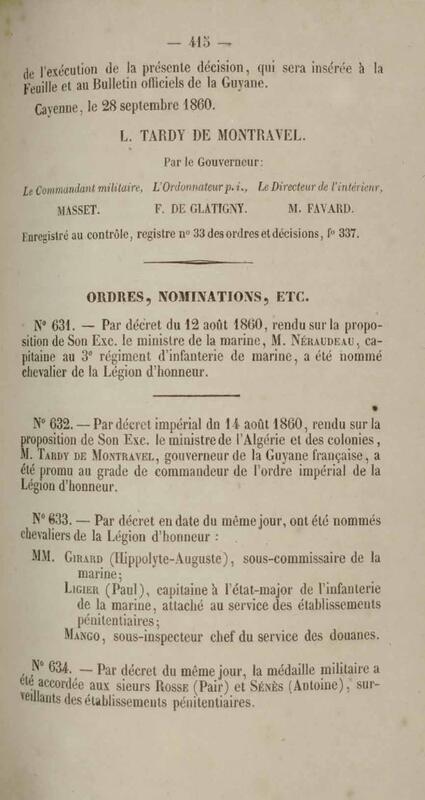 — 415 —
de l'exécution de la présente décision, qui sera insérée à la
Feuille et au Bulletin officiels de la Guyane.
Cayenne, le 28 septembre 1860.
L. TARDY DE MONTRAVEL.
Par le Gouverneur:
Le Commandant militaire, L'Ordonnateur p. i., Le Directeur de l'intérieur,
MASSET. F. DE GLATIGNY. M. FAVARD.
Enregistré au contrôle, registre n° 33 des ordres et décisions, f° 337.
ORDRES, NOMINATIONS, ETC.
N° 631. — Par décret du 12 août 1860, rendu sur la propo-
sition de Son Exc. le ministre de la marine, M. NÉRAUDEAU, ca-
pitaine au 3e régiment d'infanterie de marine, a été nommé
chevalier de la Légion d'honneur.
N° 632. — Par décret impérial dn 14 août 1860, rendu sur la
proposition de Son Exc. le ministre de l'Algérie et des colonies,
M. TARDY DE MONTRAVEL, gouverneur de la Guyane française, a
été promu au grade de commandeur de l'ordre impérial de la
Légion d'honneur.
N° 633. — Par décret en date du même jour, ont été nommés
chevaliers de la Légion d'honneur :
MM. GIRARD (Hippolyte-Auguste), sous-commissaire de la
marine;
LIGIER (Paul), capitaine à l'état-major de l'infanterie
de la marine, attaché au service des établissements
pénitentiaires;
MANGO, sous-inspecteur chef du service des douanes.
N° 634. — Par décret du même jour, la médaille militaire a
été accordée aux sieurs ROSSE (Pair) et SÉNÈS (Antoine), sur-
veillants des établissements pénitentiaires.